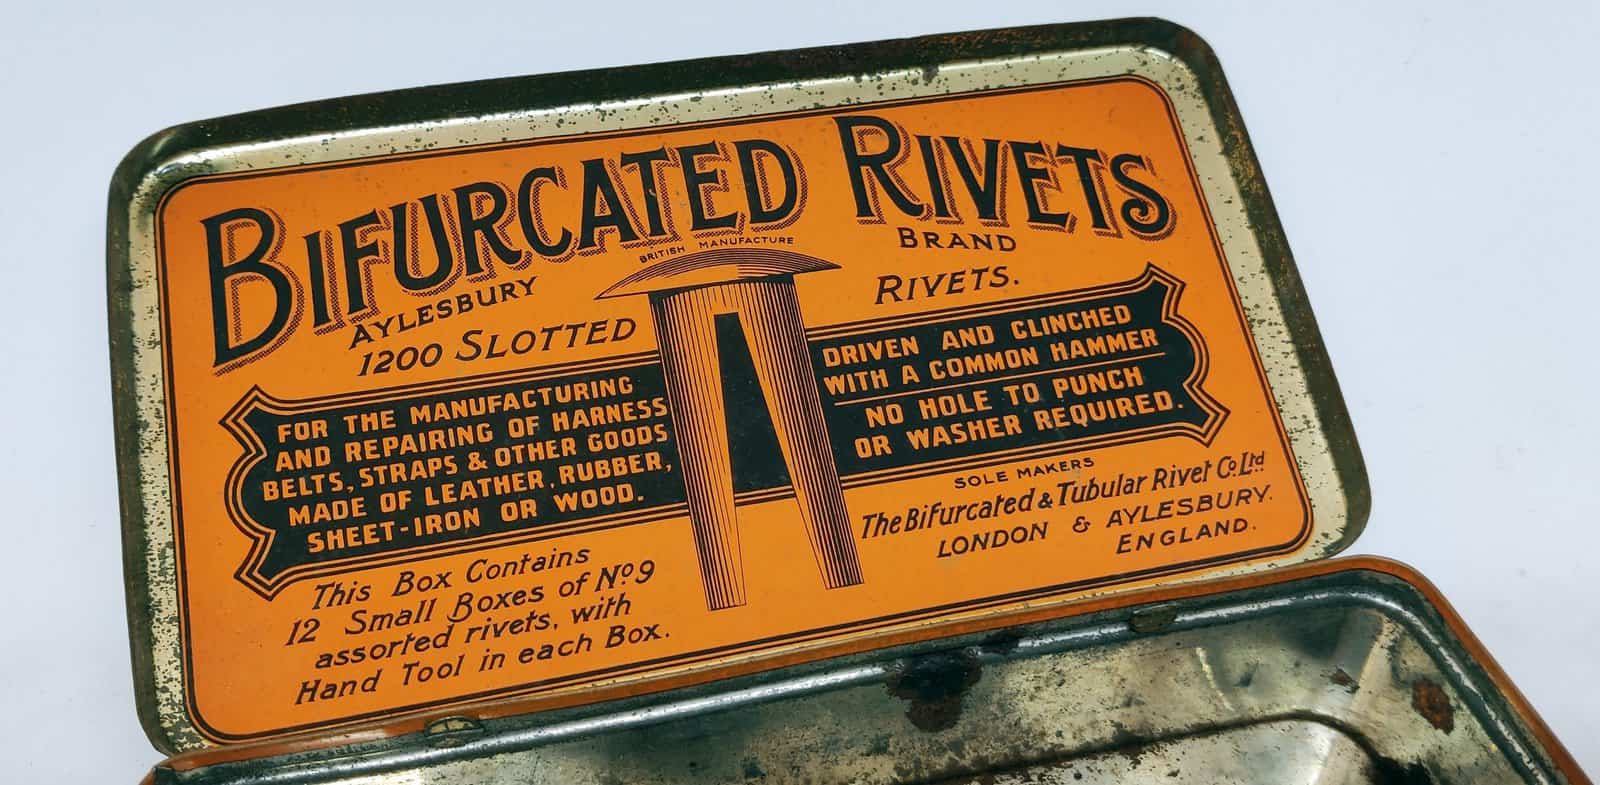 BIFURCATED RIVETS
BRITISH MANUFACTURE
AYLESBURY BRAND
1200 SLOTTED RIVETS.
FOR THE MANUFACTURING
AND REPAIRING OF HARNESS
BELTS, STRAPS & OTHER GOODS
MADE OF LEATHER, RUBBER,
SHEET-IRON OR WOOD.
DRIVEN AND CLINCHED
WITH A COMMON HAMMER
NO HOLE TO PUNCH
OR WASHER REQUIRED.
This Box Contains
12 Small Boxes of No 9
assorted rivets, with
Hand Tool in each Box.
SOLE MAKERS
The Bifurcated & Tubular Rivet Co. Ltd
LONDON & AYLESBURY.
ENGLAND.